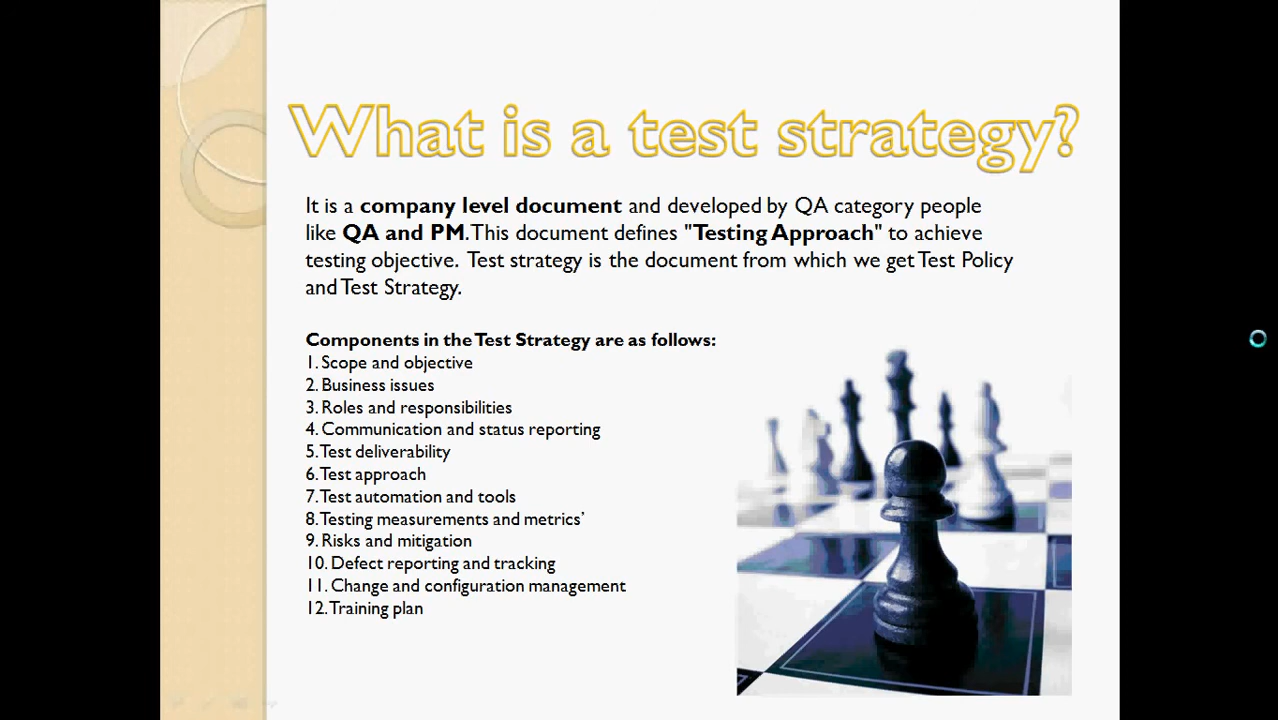 What is a test strategy?
It is a company level document and developed by QA category people
like QA and PM. This document defines "Testing Approach" to achieve
testing objective. Test strategy is the document from which we get Test Policy
and Test Strategy.
Components in the Test Strategy are as follows:
1. Scope and objective
2. Business issues
3. Roles and responsibilities
4. Communication and status reporting
5. Test deliverability
6. Test approach
7. Test automation and tools
8. Testing measurements and metrics’
9. Risks and mitigation
10. Defect reporting and tracking
11. Change and configuration management
12. Training plan